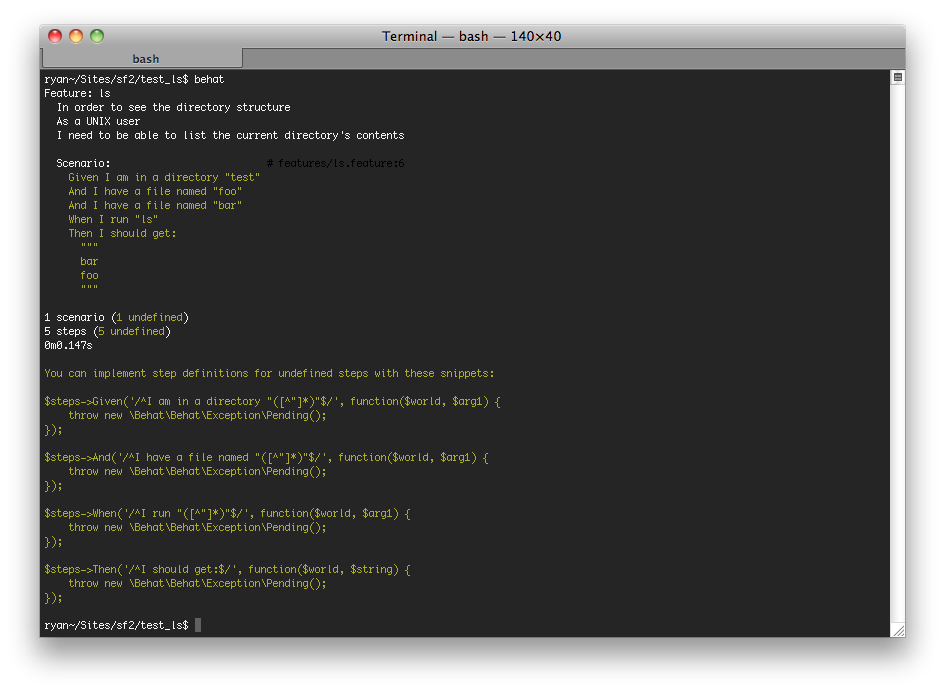 Terminal — bash — 140×40
bash
ryan~/Sites/sf2/test_ls$ behat
Feature: ls
  In order to see the directory structure
  As a UNIX user
  I need to be able to list the current directory's contents

  Scenario:                          # features/ls.feature:6
    Given I am in a directory "test"
    And I have a file named "foo"
    And I have a file named "bar"
    When I run "ls"
    Then I should get:
      """
      bar
      foo
      """

1 scenario (1 undefined)
5 steps (5 undefined)
0m0.147s

You can implement step definitions for undefined steps with these snippets:

$steps->Given('/^I am in a directory "([^"]*)"$/', function($world, $arg1) {
    throw new \Behat\Behat\Exception\Pending();
});

$steps->And('/^I have a file named "([^"]*)"$/', function($world, $arg1) {
    throw new \Behat\Behat\Exception\Pending();
});

$steps->When('/^I run "([^"]*)"$/', function($world, $arg1) {
    throw new \Behat\Behat\Exception\Pending();
});

$steps->Then('/^I should get:$/', function($world, $string) {
    throw new \Behat\Behat\Exception\Pending();
});

ryan~/Sites/sf2/test_ls$